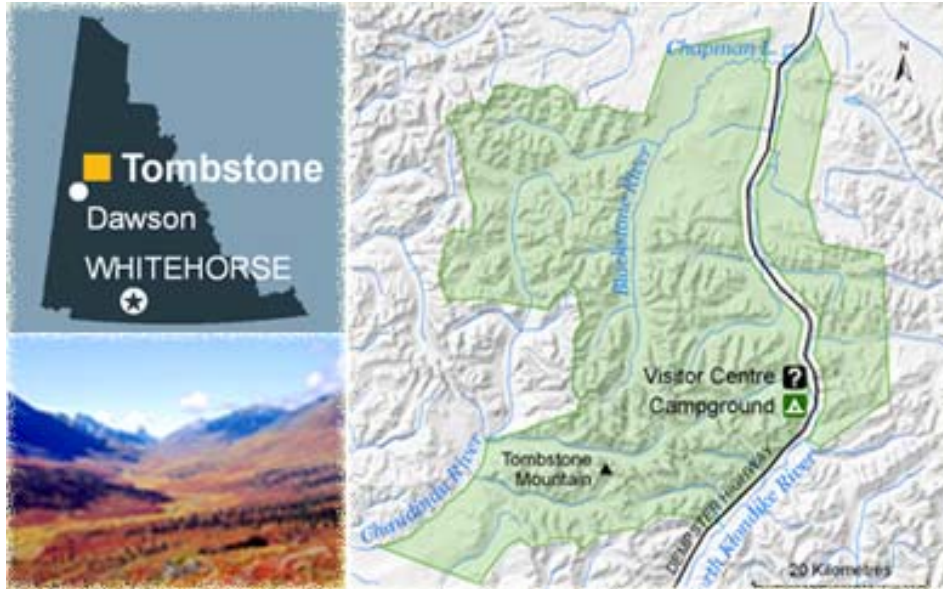 Tombstone
Dawson
WHITEHORSE
Chapman L.
N
Blackstone River
Visitor Centre ?
Campground
Tombstone
Mountain
Chandindu River
DEMPSTER HIGHWAY
orth Klondike River
20 Kilometres